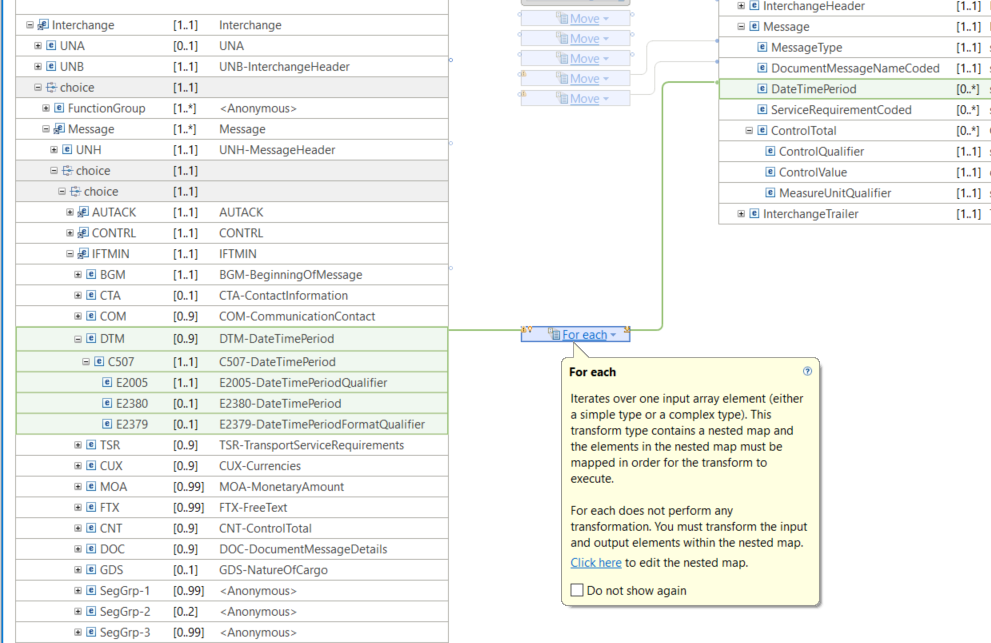 Interchange [1..1] Interchange
UNA [0..1] UNA
UNB [1..1] UNB-InterchangeHeader
choice [1..1]
FunctionGroup [1..*] <Anonymous>
Message [1..*] Message
UNH [1..1] UNH-MessageHeader
choice [1..1]
choice [1..1]
AUTACK [1..1] AUTACK
CONTRL [1..1] CONTRL
IFTMIN [1..1] IFTMIN
BGM [1..1] BGM-BeginningOfMessage
CTA [0..1] CTA-ContactInformation
COM [0..9] COM-CommunicationContact
DTM [0..9] DTM-DateTimePeriod
C507 [1..1] C507-DateTimePeriod
E2005 [1..1] E2005-DateTimePeriodQualifier
E2380 [0..1] E2380-DateTimePeriod
E2379 [0..1] E2379-DateTimePeriodFormatQualifier
TSR [0..9] TSR-TransportServiceRequirements
CUX [0..9] CUX-Currencies
MOA [0..99] MOA-MonetaryAmount
FTX [0..99] FTX-FreeText
CNT [0..9] CNT-ControlTotal
DOC [0..9] DOC-DocumentMessageDetails
GDS [0..1] GDS-NatureOfCargo
SegGrp-1 [0..99] <Anonymous>
SegGrp-2 [0..2] <Anonymous>
SegGrp-3 [0..99] <Anonymous>
Move
Move
Move
Move
Move
For each
For each
Iterates over one input array element (either
a simple type or a complex type). This
transform type contains a nested map and
the elements in the nested map must be
mapped in order for the transform to
execute.
For each does not perform any
transformation. You must transform the input
and output elements within the nested map.
Click here to edit the nested map.
Do not show again
InterchangeHeader [1..1]
Message [1..1]
MessageType [1..1]
DocumentMessageNameCoded [1..1]
DateTimePeriod [0..*]
ServiceRequirementCoded [0..*]
ControlTotal [0..*]
ControlQualifier [1..1]
ControlValue [1..1]
MeasureUnitQualifier [1..1]
InterchangeTrailer [1..1]